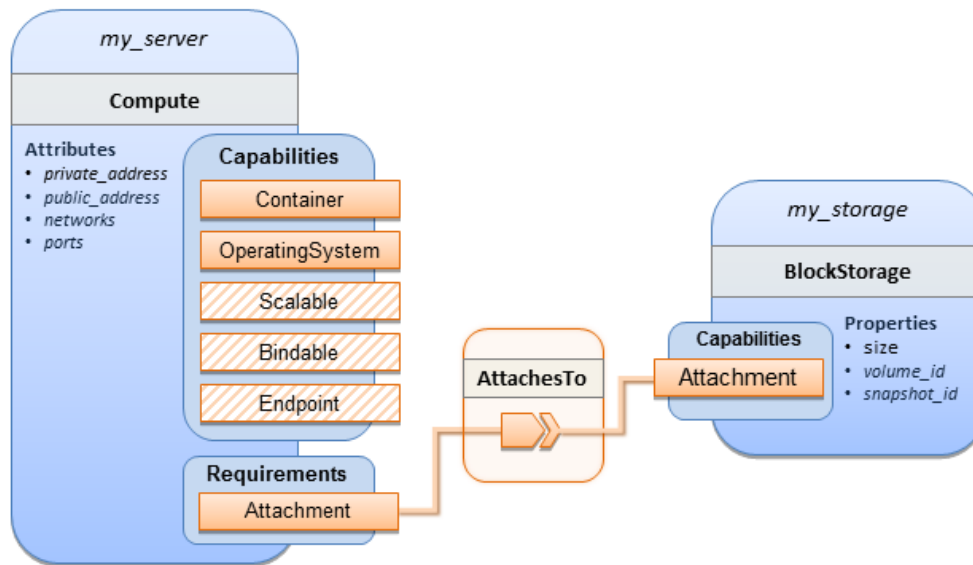 my_server
Compute
Attributes
• private_address
• public_address
• networks
• ports
Capabilities
Container
OperatingSystem
Scalable
Bindable
Endpoint
Requirements
Attachment
AttachesTo
my_storage
BlockStorage
Capabilities
Attachment
Properties
• size
• volume_id
• snapshot_id